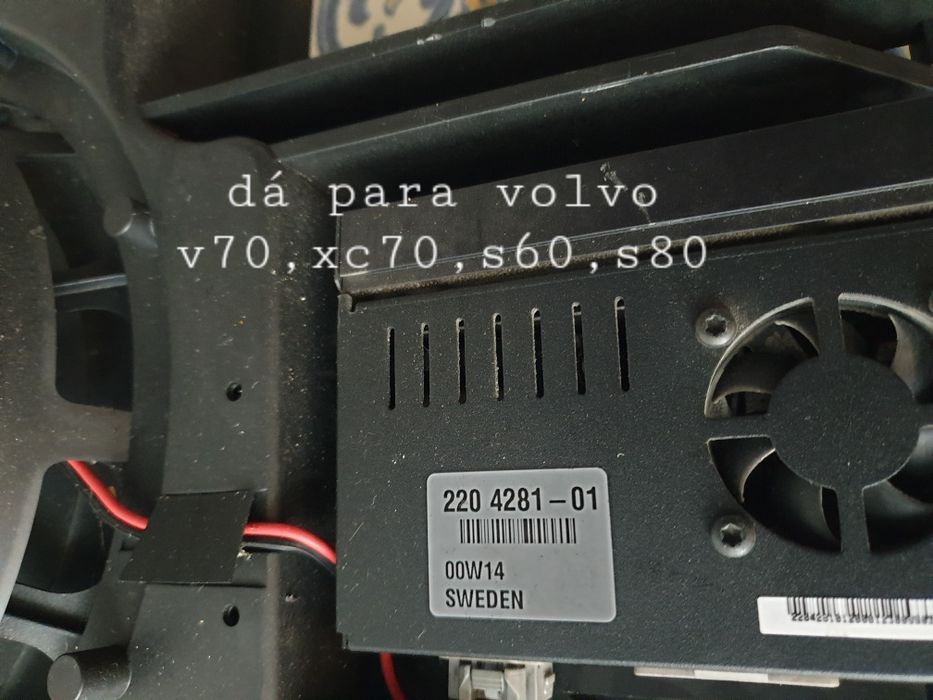 dá para volvo
v70,xc70,s60,s80
220 4281-01
00W14
SWEDEN